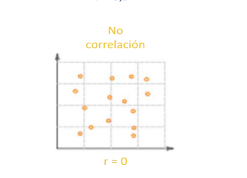 No
correlación
r = 0